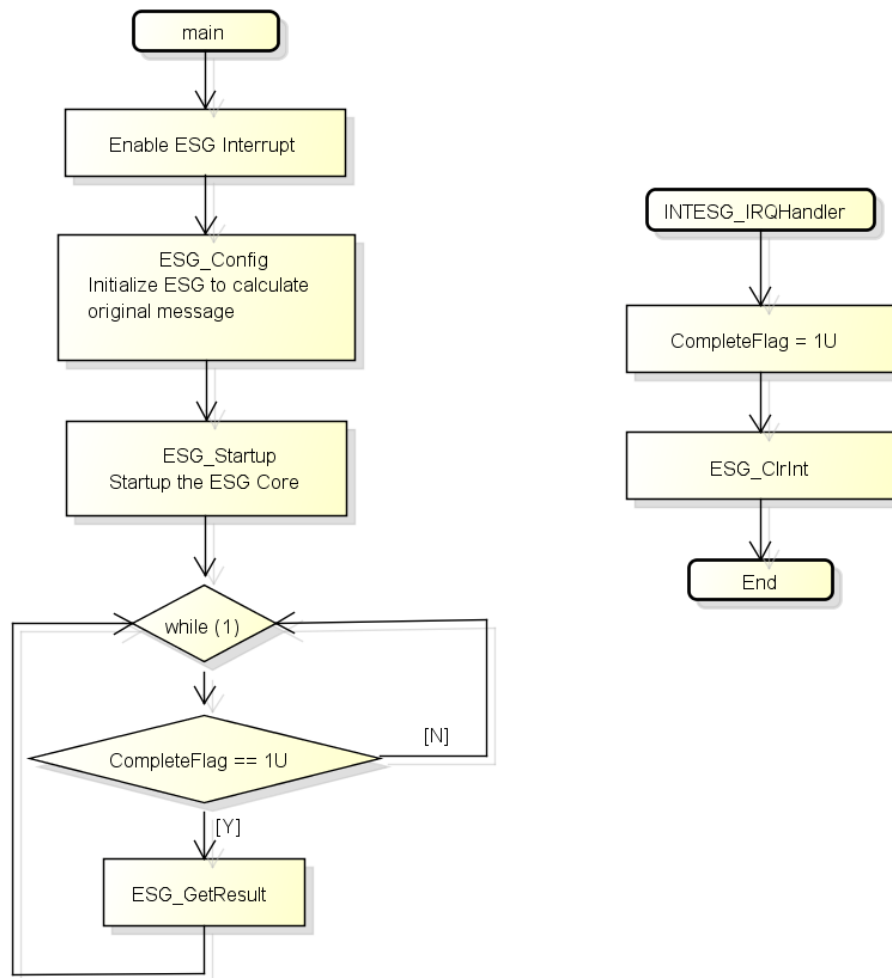 main
Enable ESG Interrupt
ESG_Config
Initialize ESG to calculate
original message
ESG_Startup
Startup the ESG Core
while (1)
CompleteFlag == 1U
[N]
[Y]
ESG_GetResult
INTESG_IRQHandler
CompleteFlag = 1U
ESG_ClrInt
End